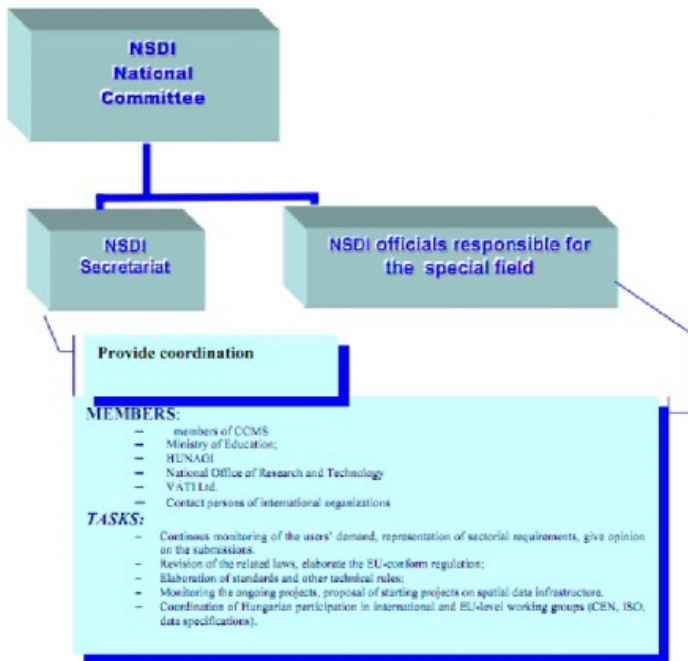 NSDI
National
Committee
NSDI
Secretariat
NSDI officials responsible for
the special field
Provide coordination
MEMBERS:
– members of CCMS
– Ministry of Education;
– HUNAGI
– National Office of Research and Technology
– VÁTI Ltd.
– Contact persons of international organizations
TASKS:
– Continous monitoring of the users' demand, representation of sectorial requirements, give opinion
on the submissions.
– Revision of the related laws, elaborate the EU-conform regulation;
– Elaboration of standards and other technical rules;
– Monitoring the ongoing projects, proposal of starting projects on spatial data infrastructure.
– Coordination of Hungarian participation in international and EU-level working groups (CEN, ISO,
data specifications).